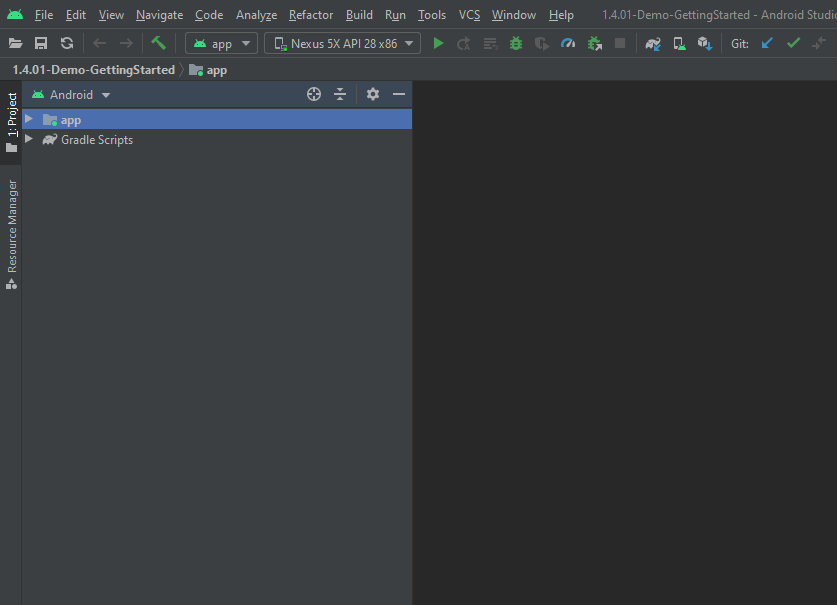 File Edit View Navigate Code Analyze Refactor Build Run Tools VCS Window Help 1.4.01-Demo-GettingStarted - Android Studio
app Nexus 5X API 28 x86 Git:
1.4.01-Demo-GettingStarted app
1: Project
Android
app
Gradle Scripts
Resource Manager